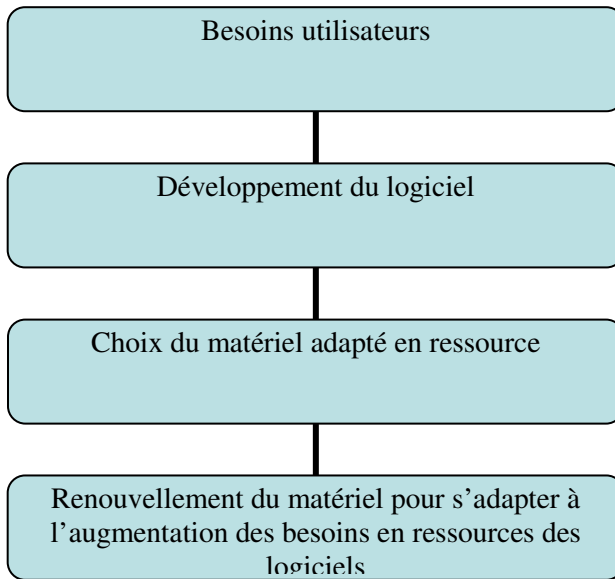 Besoins utilisateurs
Développement du logiciel
Choix du matériel adapté en ressource
Renouvellement du matériel pour s’adapter à
l’augmentation des besoins en ressources des
logiciels